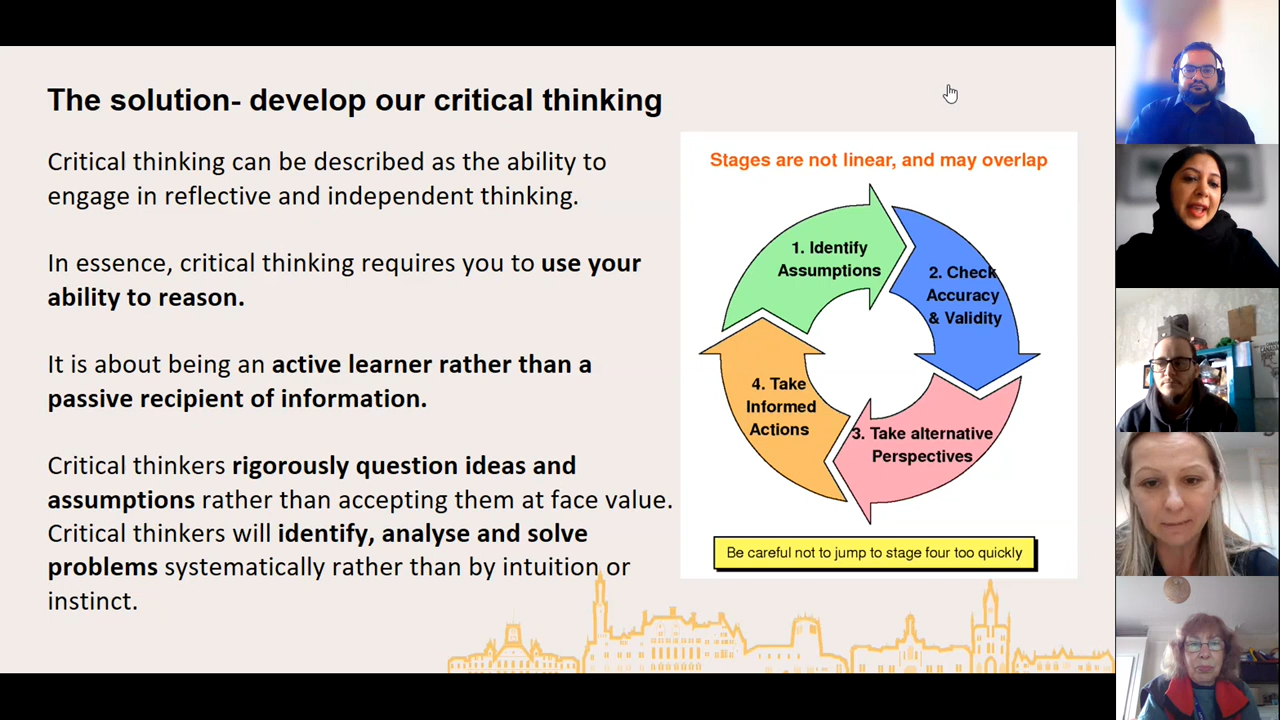 The solution- develop our critical thinking
Critical thinking can be described as the ability to
engage in reflective and independent thinking.
In essence, critical thinking requires you to use your
ability to reason.
It is about being an active learner rather than a
passive recipient of information.
Critical thinkers rigorously question ideas and
assumptions rather than accepting them at face value.
Critical thinkers will identify, analyse and solve
problems systematically rather than by intuition or
instinct.
Stages are not linear, and may overlap
1. Identify
Assumptions
2. Check
Accuracy
& Validity
3. Take alternative
Perspectives
4. Take
Informed
Actions
Be careful not to jump to stage four too quickly